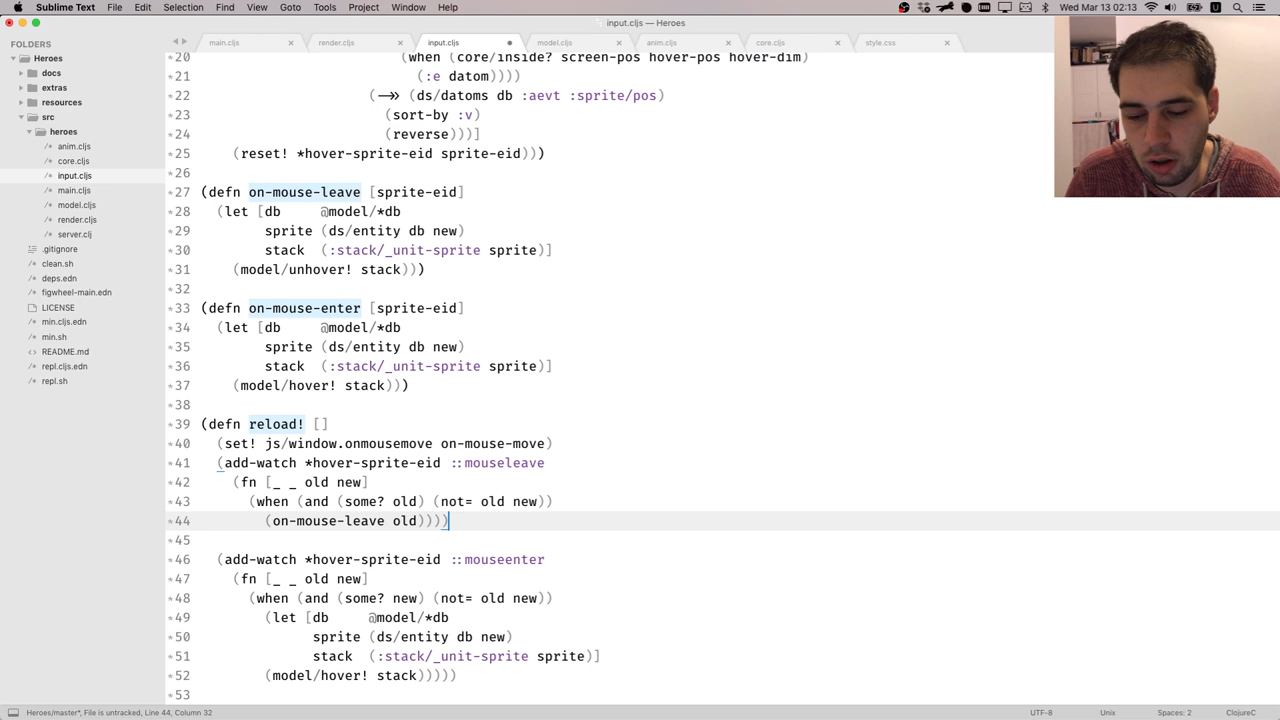 Sublime Text File Edit Selection Find View Goto Tools Project Window Help Wed Mar 13 02:13
input.cljs — Heroes
FOLDERS
Heroes
docs
extras
resources
src
heroes
anim.cljs
core.cljs
input.cljs
main.cljs
model.cljs
render.cljs
server.clj
.gitignore
clean.sh
deps.edn
figwheel-main.edn
LICENSE
min.cljs.edn
min.sh
README.md
repl.cljs.edn
repl.sh
main.cljs render.cljs input.cljs model.cljs anim.cljs core.cljs style.css
20 (when (core/inside? screen-pos hover-pos hover-dim)
21 (:e datom))))
22 (->> (ds/datoms db :aevt :sprite/pos)
23 (sort-by :v)
24 (reverse)))]
25 (reset! *hover-sprite-eid sprite-eid)))
26
27 (defn on-mouse-leave [sprite-eid]
28 (let [db @model/*db
29 sprite (ds/entity db new)
30 stack (:stack/_unit-sprite sprite)]
31 (model/unhover! stack)))
32
33 (defn on-mouse-enter [sprite-eid]
34 (let [db @model/*db
35 sprite (ds/entity db new)
36 stack (:stack/_unit-sprite sprite)]
37 (model/hover! stack)))
38
39 (defn reload! []
40 (set! js/window.onmousemove on-mouse-move)
41 (add-watch *hover-sprite-eid ::mouseleave
42 (fn [_ _ old new]
43 (when (and (some? old) (not= old new))
44 (on-mouse-leave old))))
45
46 (add-watch *hover-sprite-eid ::mouseenter
47 (fn [_ _ old new]
48 (when (and (some? new) (not= old new))
49 (let [db @model/*db
50 sprite (ds/entity db new)
51 stack (:stack/_unit-sprite sprite)]
52 (model/hover! stack)))))
53
Heroes/master*, File is untracked, Line 44, Column 32 UTF-8 Unix Spaces: 2 ClojureC